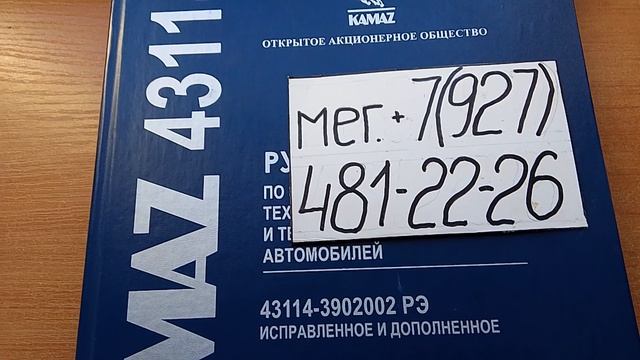 KAMAZ
ОТКРЫТОЕ АКЦИОНЕРНОЕ ОБЩЕСТВО
MAZ 4311
мег. + 7(927)
481-22-26
РУ
ПО
ТЕХ
И ТЕ
АВТОМОБИЛЕЙ
43114-3902002 РЭ
ИСПРАВЛЕННОЕ И ДОПОЛНЕННОЕ